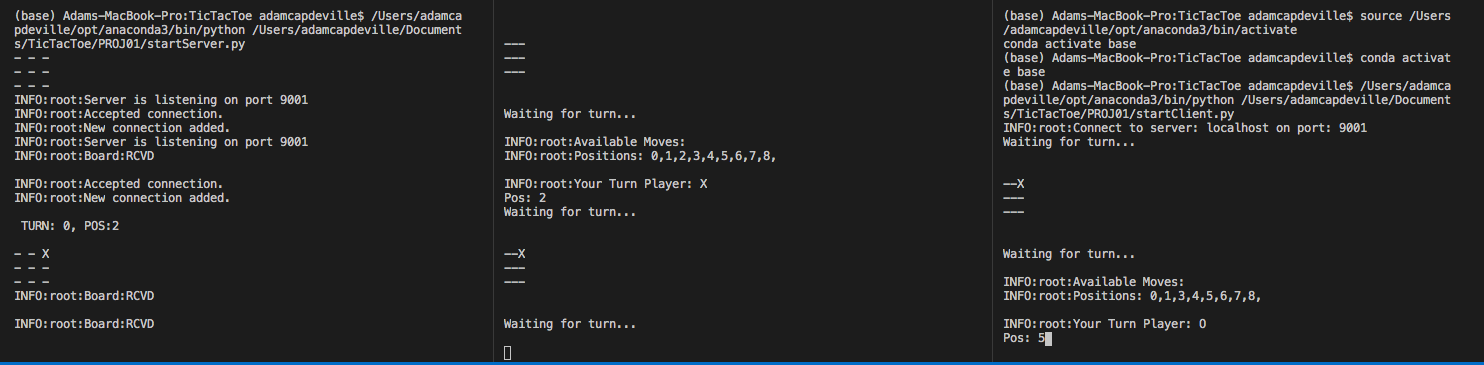 (base) Adams-MacBook-Pro:TicTacToe adamcapdeville$ /Users/adamca
pdeville/opt/anaconda3/bin/python /Users/adamcapdeville/Document
s/TicTacToe/PROJ01/startServer.py
- - -
- - -
- - -
INFO:root:Server is listening on port 9001
INFO:root:Accepted connection.
INFO:root:New connection added.
INFO:root:Server is listening on port 9001
INFO:root:Board:RCVD
INFO:root:Accepted connection.
INFO:root:New connection added.
TURN: 0, POS:2
- - X
- - -
- - -
INFO:root:Board:RCVD
INFO:root:Board:RCVD
---
---
---
Waiting for turn...
INFO:root:Available Moves:
INFO:root:Positions: 0,1,2,3,4,5,6,7,8,
INFO:root:Your Turn Player: X
Pos: 2
Waiting for turn...
--X
---
---
Waiting for turn...
(base) Adams-MacBook-Pro:TicTacToe adamcapdeville$ source /Users
/adamcapdeville/opt/anaconda3/bin/activate
conda activate base
(base) Adams-MacBook-Pro:TicTacToe adamcapdeville$ conda activat
e base
(base) Adams-MacBook-Pro:TicTacToe adamcapdeville$ /Users/adamca
pdeville/opt/anaconda3/bin/python /Users/adamcapdeville/Document
s/TicTacToe/PROJ01/startClient.py
INFO:root:Connect to server: localhost on port: 9001
Waiting for turn...
--X
---
---
Waiting for turn...
INFO:root:Available Moves:
INFO:root:Positions: 0,1,3,4,5,6,7,8,
INFO:root:Your Turn Player: O
Pos: 5